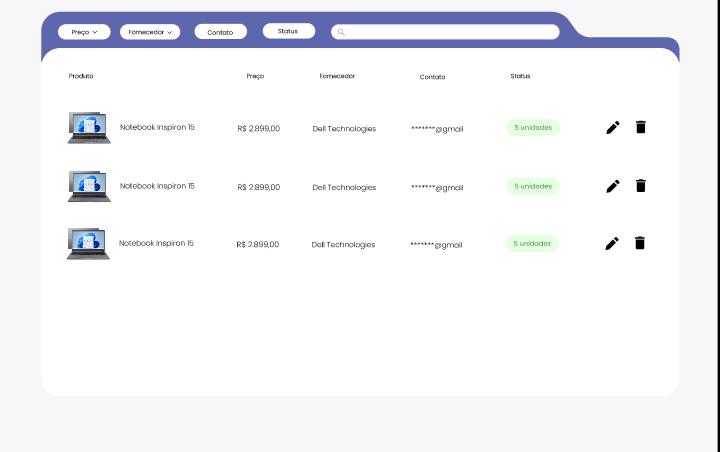 Preço Fornecedor Contato Status
Produto Preço Fornecedor Contato Status
Notebook Inspiron 15 R$ 2.899,00 Dell Technologies *******@gmail 5 unidades
Notebook Inspiron 15 R$ 2.899,00 Dell Technologies *******@gmail 5 unidades
Notebook Inspiron 15 R$ 2.899,00 Dell Technologies *******@gmail 5 unidades